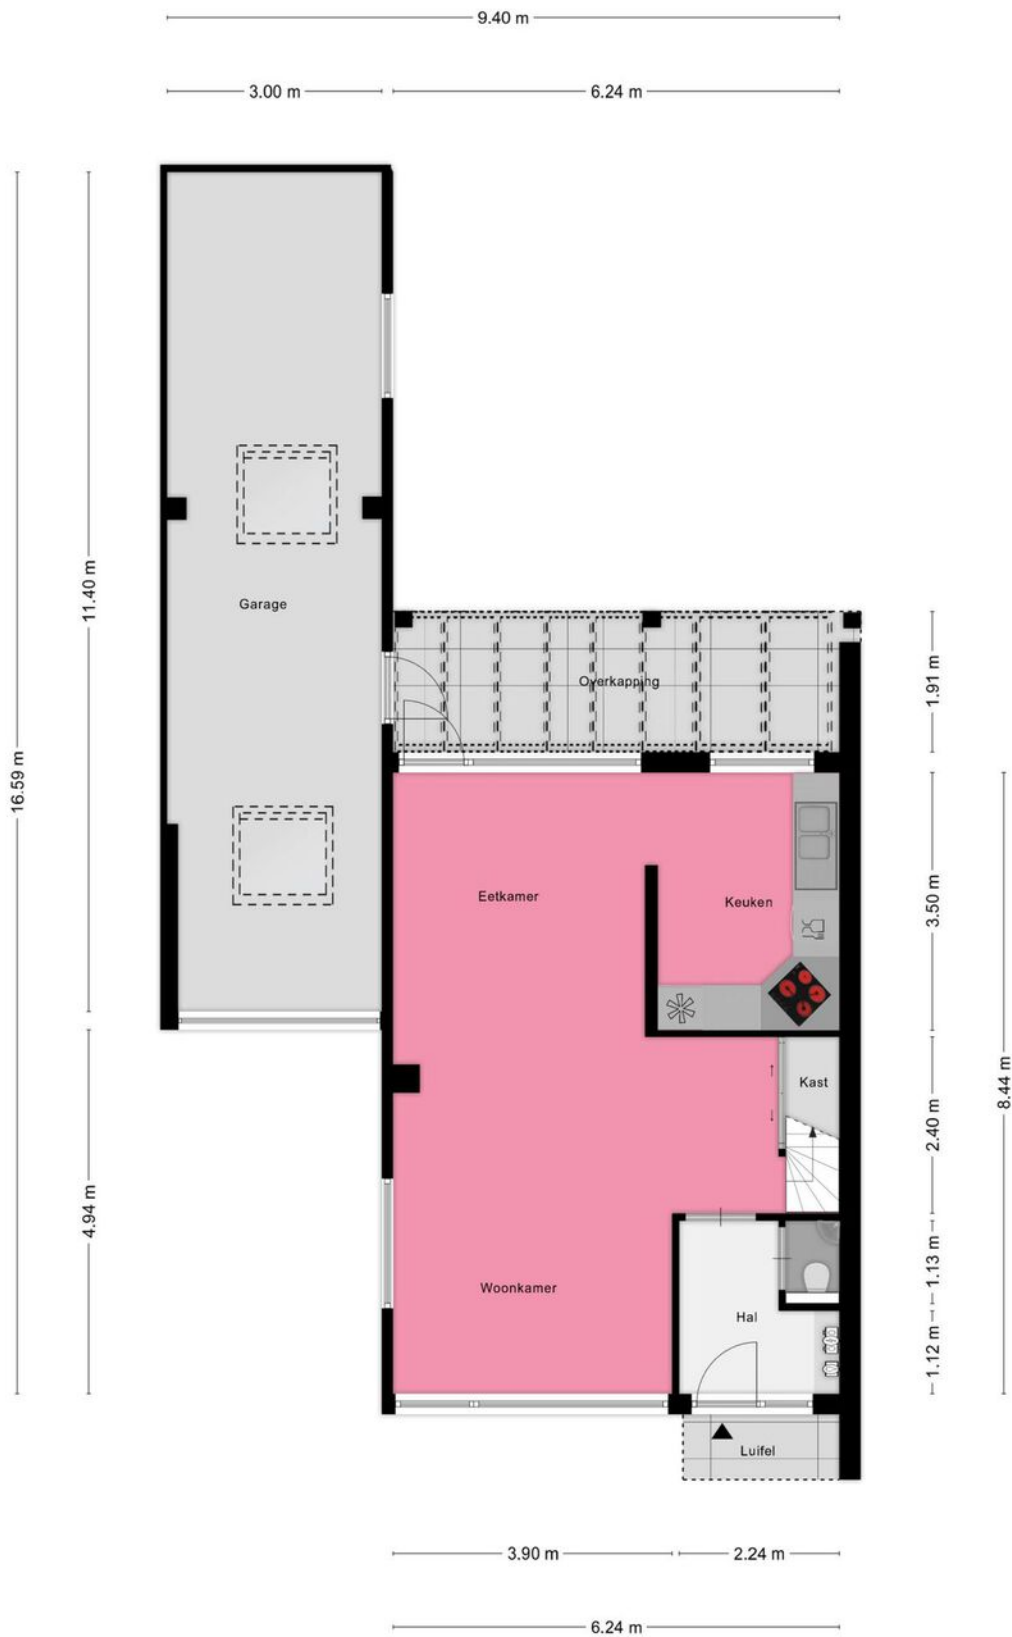 9.40 m
3.00 m
6.24 m
16.59 m
11.40 m
4.94 m
Garage
Overkapping
1.91 m
Eetkamer
Keuken
3.50 m
Kast
2.40 m
8.44 m
Woonkamer
Hal
1.13 m
1.12 m
Luifel
3.90 m
2.24 m
6.24 m